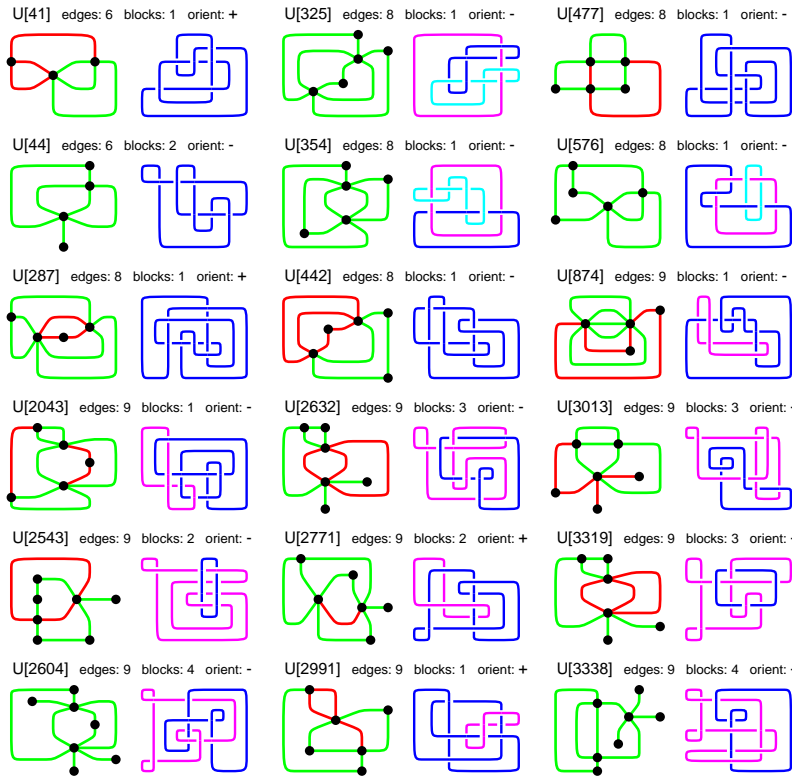 U[41] edges: 6 blocks: 1 orient: + U[325] edges: 8 blocks: 1 orient: - U[477] edges: 8 blocks: 1 orient: -
U[44] edges: 6 blocks: 2 orient: - U[354] edges: 8 blocks: 1 orient: - U[576] edges: 8 blocks: 1 orient: -
U[287] edges: 8 blocks: 1 orient: + U[442] edges: 8 blocks: 1 orient: - U[874] edges: 9 blocks: 1 orient: -
U[2043] edges: 9 blocks: 1 orient: - U[2632] edges: 9 blocks: 3 orient: - U[3013] edges: 9 blocks: 3 orient:
U[2543] edges: 9 blocks: 2 orient: - U[2771] edges: 9 blocks: 2 orient: + U[3319] edges: 9 blocks: 3 orient:
U[2604] edges: 9 blocks: 4 orient: - U[2991] edges: 9 blocks: 1 orient: + U[3338] edges: 9 blocks: 4 orient: